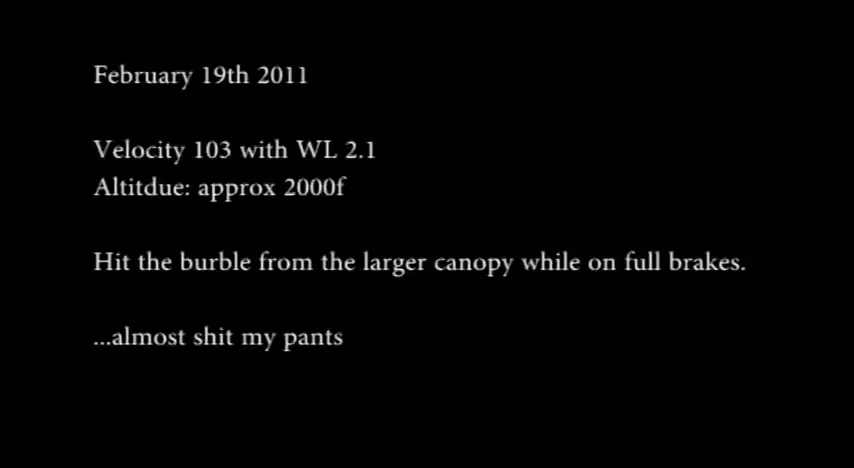 February 19th 2011
Velocity 103 with WL 2.1
Altitdue: approx 2000f
Hit the burble from the larger canopy while on full brakes.
...almost shit my pants